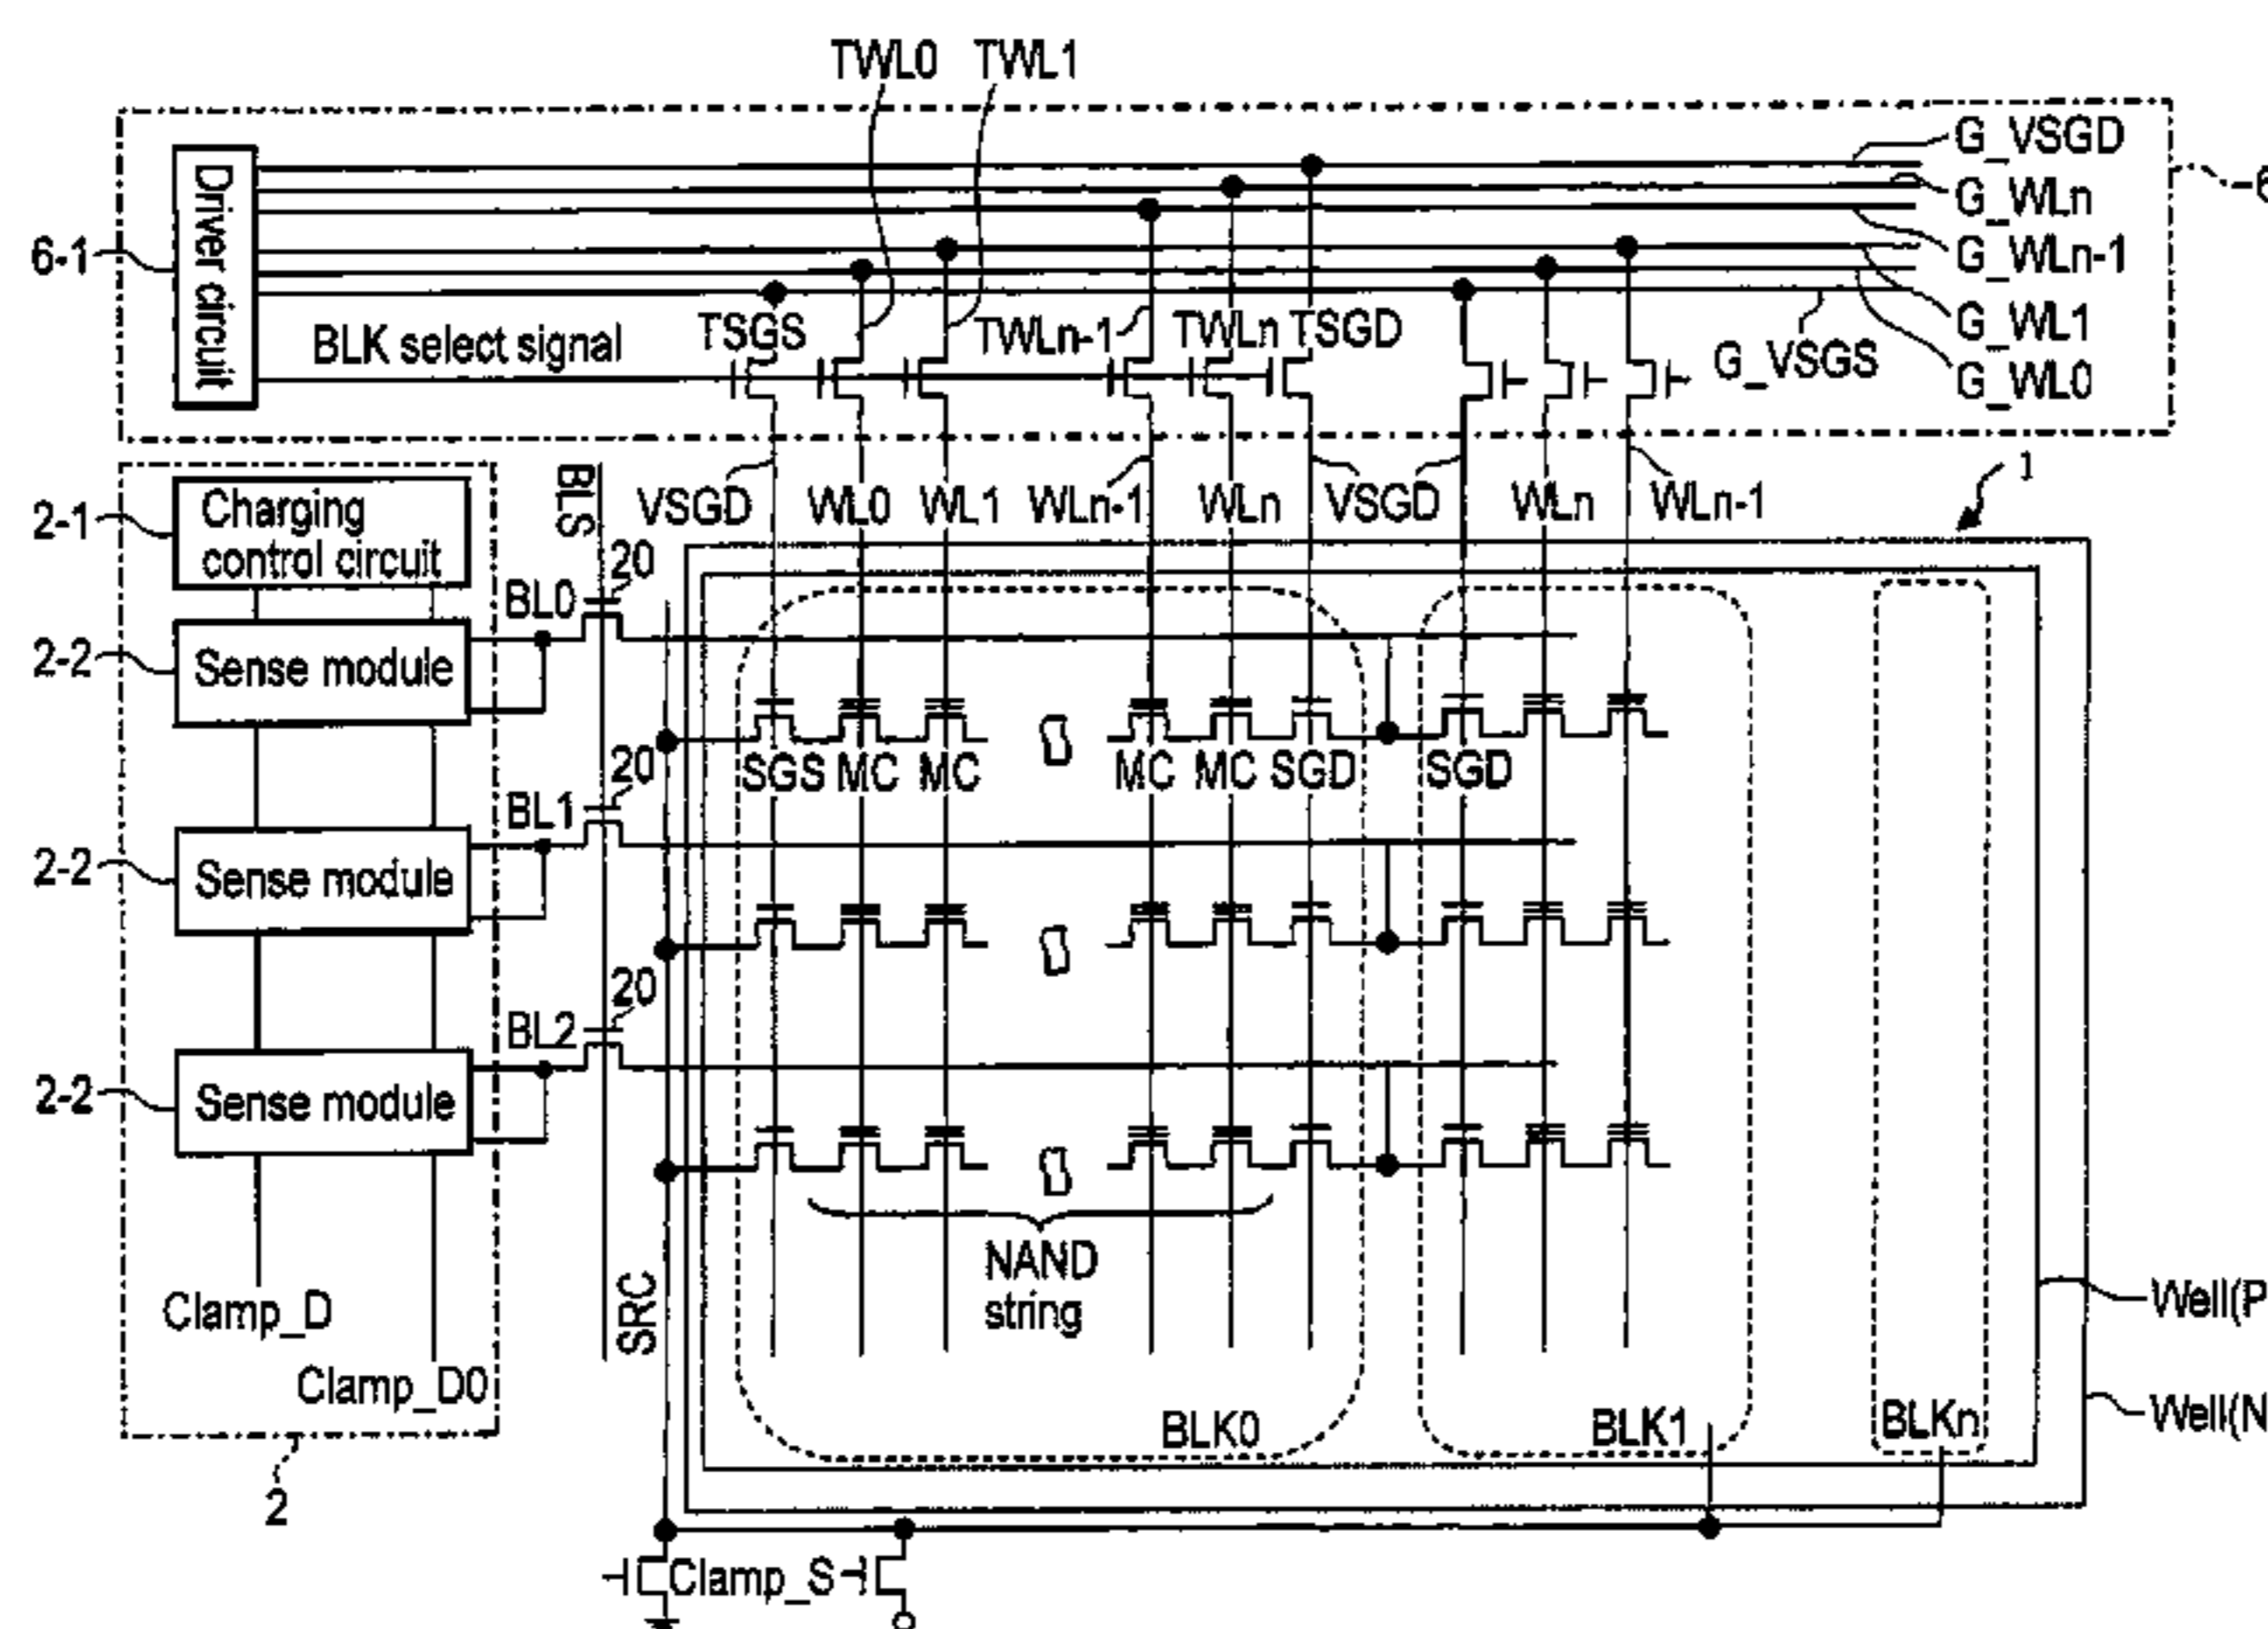 TWL0 TWL1
G_VSGD
6
G_WLn
G_WLn-1
G_WL1
G_WL0
G_VSGS
6-1
Driver circuit
BLK select signal
TSGS
TWLn-1
TWLn
TSGD
1
2-1
Charging
control circuit
BLS
VSGD
WL0
WL1
WLn-1
WLn
VSGD
WLn
WLn-1
20
BL0
2-2
Sense module
SGS MC MC
MC MC SGD
SGD
20
BL1
2-2
Sense module
20
BL2
2-2
Sense module
NAND
string
SRC
Clamp_D
Clamp_D0
Well(P
Well(N
BLK0
BLK1
BLKn
2
Clamp_S